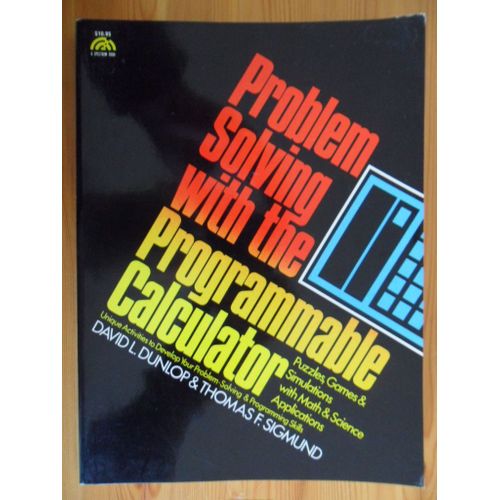 $10.95
A SPECTRUM BOOK
Problem
Solving
with the
Programmable
Calculator
Puzzles, Games &
Simulations
with Math & Science
Applications
Unique Activities to Develop Your Problem-Solving & Programming Skills
DAVID L. DUNLOP & THOMAS F. SIGMUND